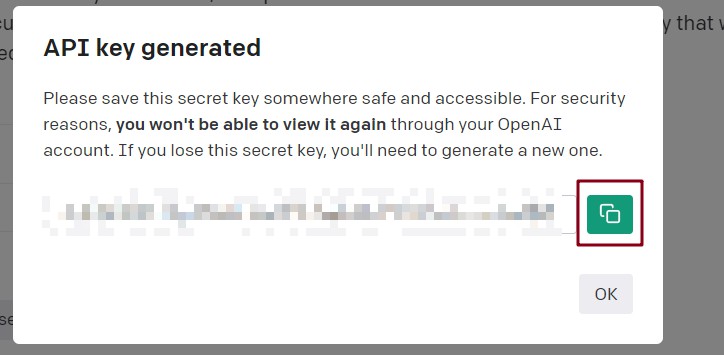 API key generated
y that w
Please save this secret key somewhere safe and accessible. For security
reasons, you won't be able to view it again through your OpenAI
account. If you lose this secret key, you'll need to generate a new one.
OK